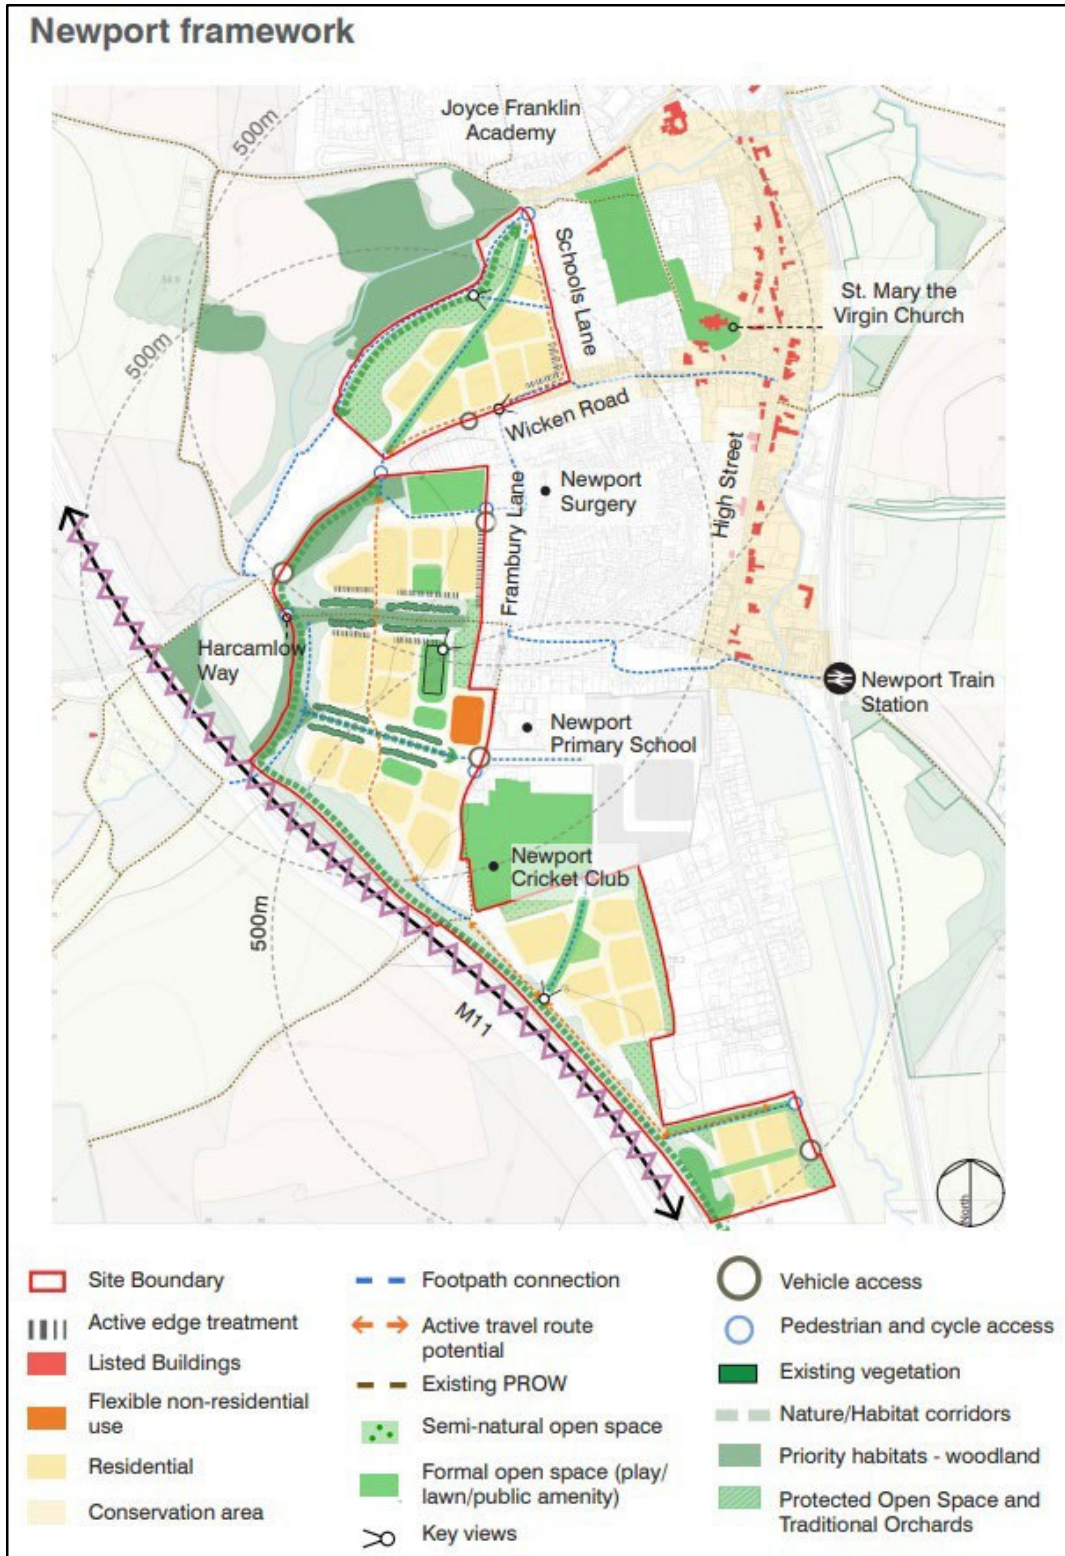 Newport framework
Joyce Franklin
Academy
500m
Schools Lane
St. Mary the
Virgin Church
500m
Wicken Road
High Street
Newport
Surgery
Frambury Lane
Harcamlow
Way
Newport Train
Station
Newport
Primary School
Newport
Cricket Club
500m
M11
North
Site Boundary
Active edge treatment
Listed Buildings
Flexible non-residential
use
Residential
Conservation area
Footpath connection
Active travel route
potential
Existing PROW
Semi-natural open space
Formal open space (play/
lawn/public amenity)
Key views
Vehicle access
Pedestrian and cycle access
Existing vegetation
Nature/Habitat corridors
Priority habitats - woodland
Protected Open Space and
Traditional Orchards